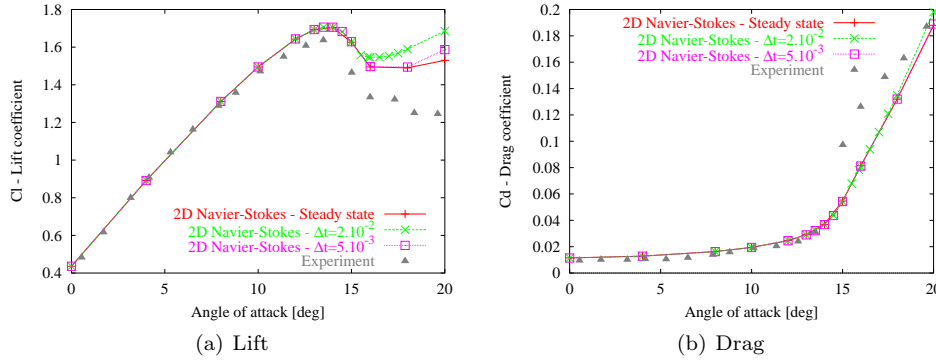 Cl - Lift coefficient
1.8
1.6
1.4
1.2
1
0.8
0.6
0.4
0
5
10
15
20
Angle of attack [deg]
2D Navier-Stokes - Steady state
2D Navier-Stokes - Δt=2.10⁻²
2D Navier-Stokes - Δt=5.10⁻³
Experiment
(a) Lift
Cd - Drag coefficient
0.2
0.18
0.16
0.14
0.12
0.1
0.08
0.06
0.04
0.02
0
0
5
10
15
20
Angle of attack [deg]
2D Navier-Stokes - Steady state
2D Navier-Stokes - Δt=2.10⁻²
2D Navier-Stokes - Δt=5.10⁻³
Experiment
(b) Drag